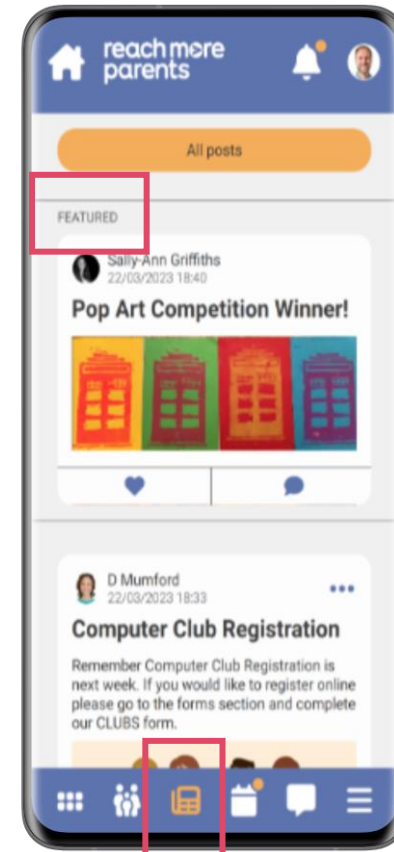 reach more
parents
All posts
FEATURED
Sally-Ann Griffiths
22/03/2023 18:40
Pop Art Competition Winner!
D Mumford
22/03/2023 18:33
Computer Club Registration
Remember Computer Club Registration is
next week. If you would like to register online
please go to the forms section and complete
our CLUBS form.